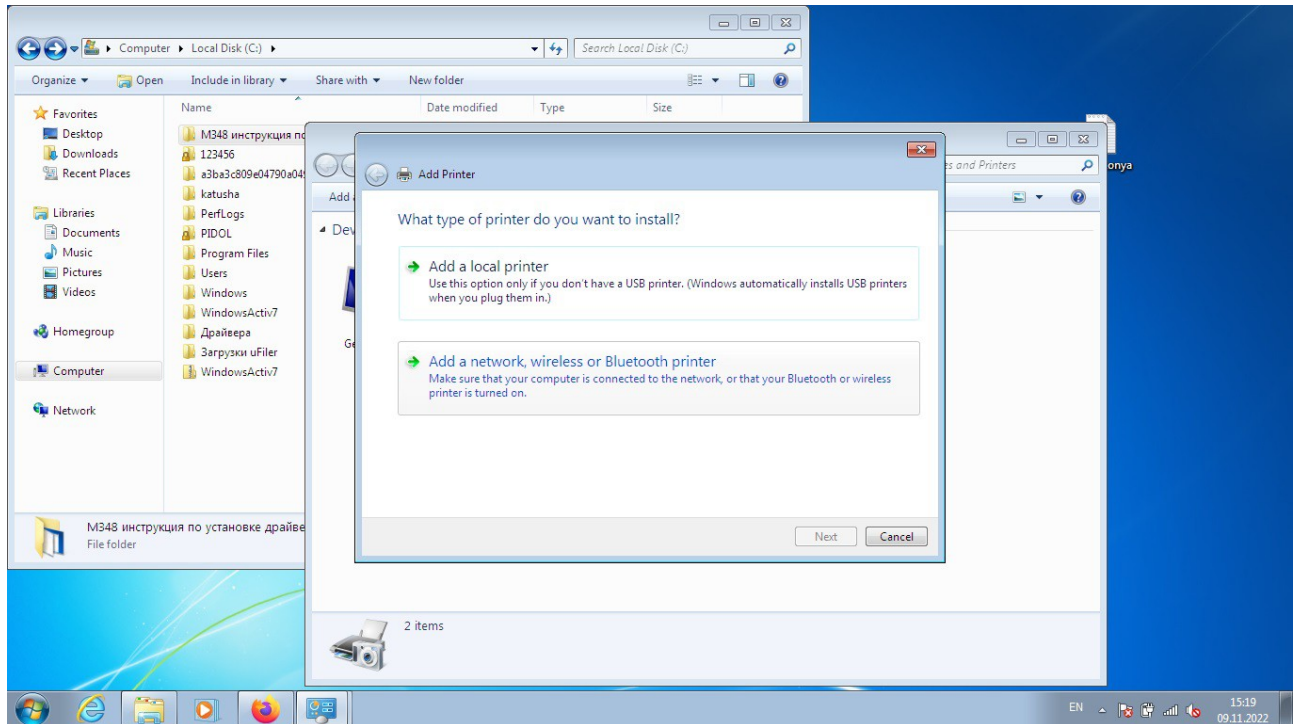 Computer ▸ Local Disk (C:) ▸
Search Local Disk (C:)
Organize
Open
Include in library
Share with
New folder
Name
Date modified
Type
Size
Favorites
Desktop
Downloads
Recent Places
Libraries
Documents
Music
Pictures
Videos
Homegroup
Computer
Network
М348 инструкция по
123456
a3ba3c809e04790a04
katusha
PerfLogs
PIDOL
Program Files
Users
Windows
WindowsActiv7
Драйвера
Загрузки uFiler
WindowsActiv7
М348 инструкция по установке драйве
File folder
and Printers
Add
Dev
Ge
Add Printer
What type of printer do you want to install?
Add a local printer
Use this option only if you don't have a USB printer. (Windows automatically installs USB printers
when you plug them in.)
Add a network, wireless or Bluetooth printer
Make sure that your computer is connected to the network, or that your Bluetooth or wireless
printer is turned on.
Next
Cancel
2 items
onya
EN
15:19
09.11.2022